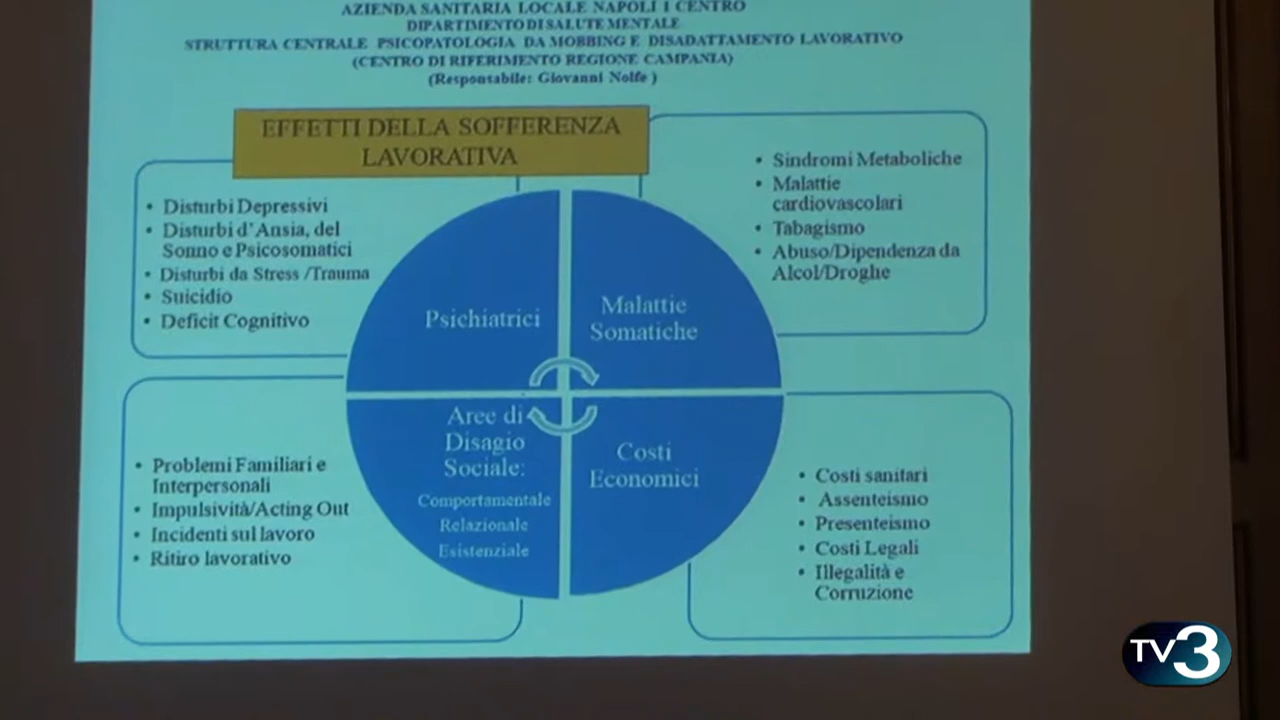 AZIENDA SANITARIA LOCALE NAPOLI 1 CENTRO
DIPARTIMENTO DI SALUTE MENTALE
STRUTTURA CENTRALE PSICOPATOLOGIA DA MOBBING E DISADATTAMENTO LAVORATIVO
(CENTRO DI RIFERIMENTO REGIONE CAMPANIA)
(Responsabile: Giovanni Nolfe )
EFFETTI DELLA SOFFERENZA
LAVORATIVA
• Disturbi Depressivi
• Disturbi d'Ansia, del
Sonno e Psicosomatici
• Disturbi da Stress /Trauma
• Suicidio
• Deficit Cognitivo
• Sindromi Metaboliche
• Malattie
cardiovascolari
• Tabagismo
• Abuso/Dipendenza da
Alcol/Droghe
Psichiatrici
Malattie
Somatiche
Aree di
Disagio
Sociale:
Comportamentale
Relazionale
Esistenziale
Costi
Economici
• Problemi Familiari e
Interpersonali
• Impulsività/Acting Out
• Incidenti sul lavoro
• Ritiro lavorativo
• Costi sanitari
• Assenteismo
• Presenteismo
• Costi Legali
• Illegalità e
Corruzione
TV3